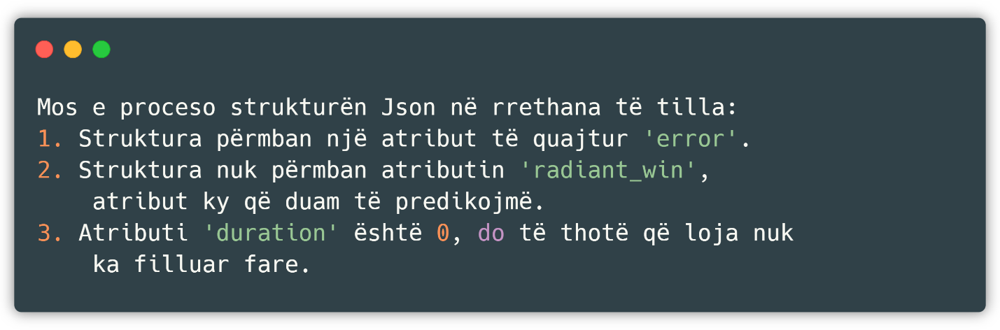 Mos e proceso strukturën Json në rrethana të tilla:
1. Struktura përmban një atribut të quajtur 'error'.
2. Struktura nuk përmban atributin 'radiant_win',
atribut ky që duam të predikojmë.
3. Atributi 'duration' është 0, do të thotë që loja nuk
ka filluar fare.